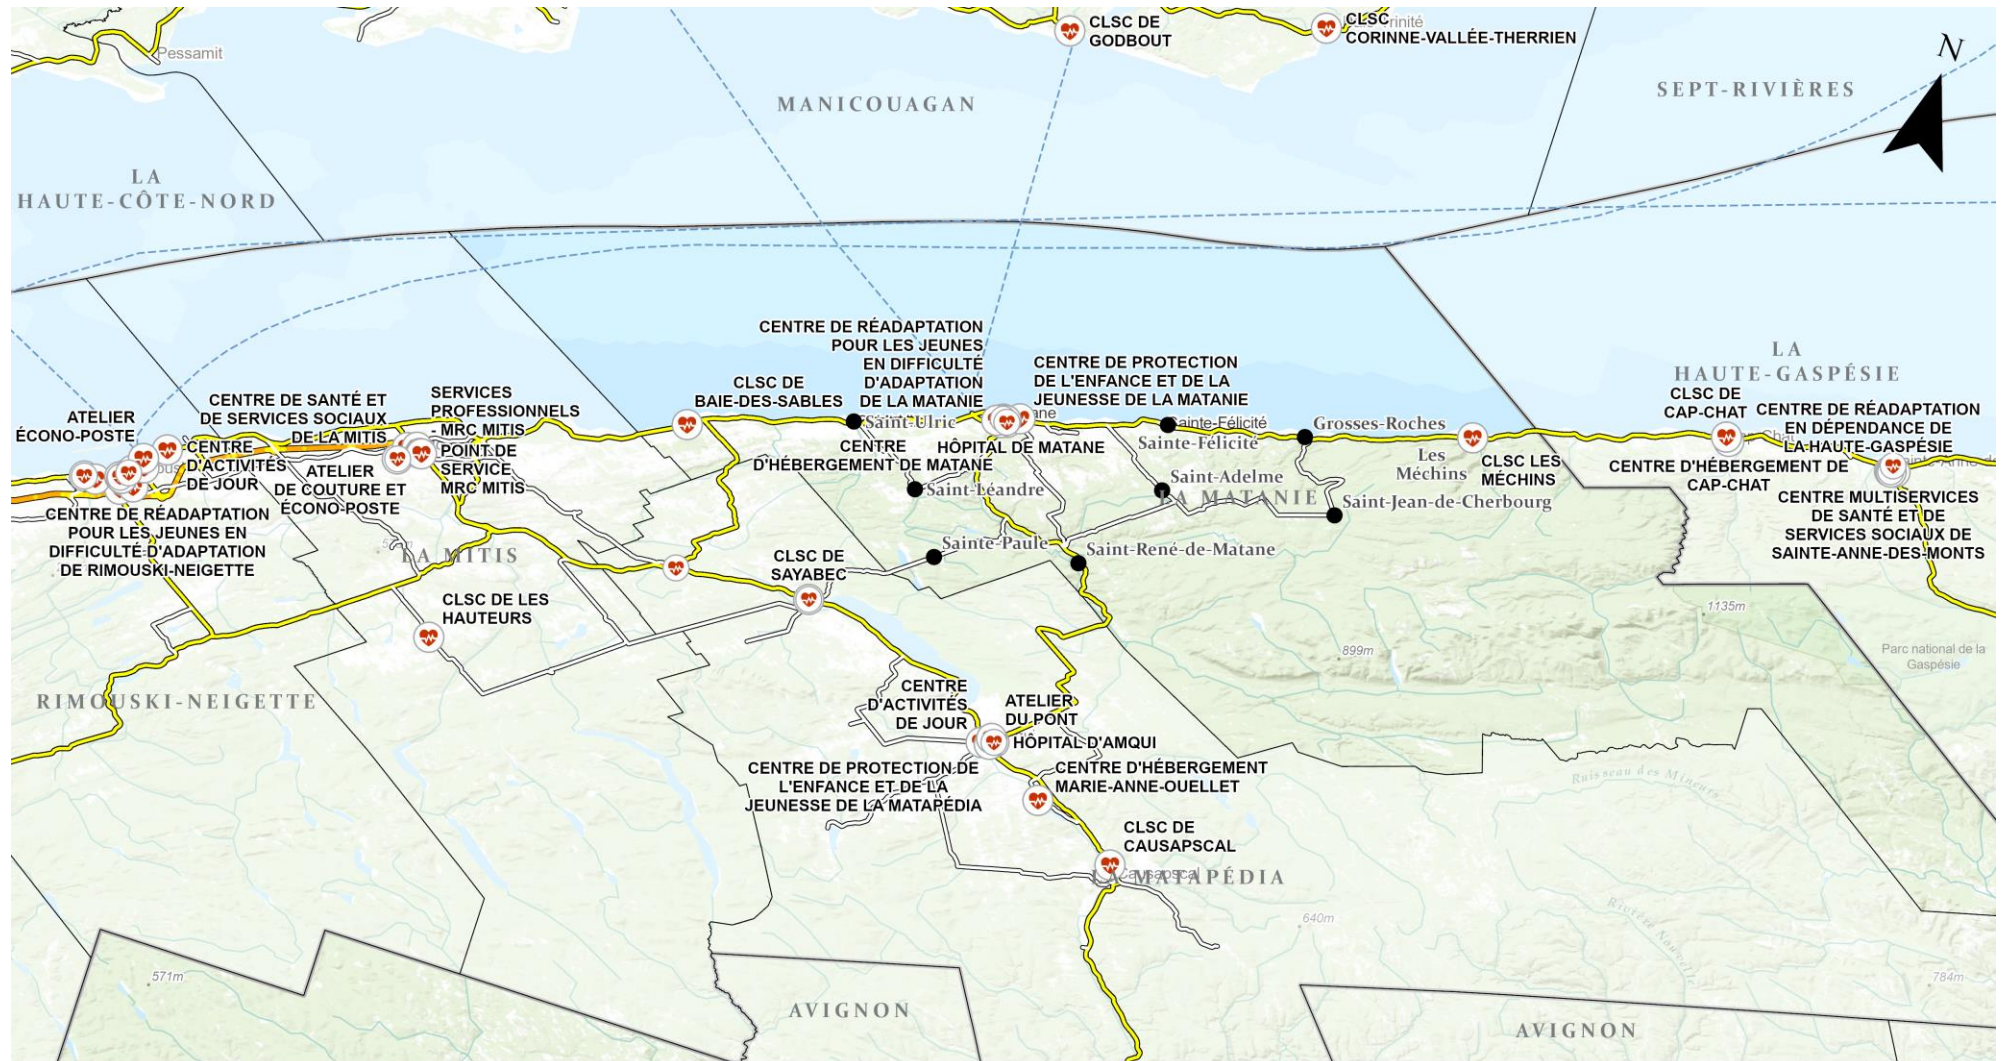 CLSC DE
GODBOUT
CLSC
CORINNE-VALLÉE-THERRIEN
Pessamit
N
MANICOUAGAN
SEPT-RIVIÈRES
LA
HAUTE-CÔTE-NORD
CENTRE DE RÉADAPTATION
POUR LES JEUNES
EN DIFFICULTÉ
D'ADAPTATION
DE LA MATANIE
CENTRE DE PROTECTION
DE L'ENFANCE ET DE LA
JEUNESSE DE LA MATANIE
LA
HAUTE-GASPÉSIE
CLSC DE
BAIE-DES-SABLES
CENTRE DE SANTÉ ET
DE SERVICES SOCIAUX
DE LA MITIS
SERVICES
PROFESSIONNELS
- MRC MITIS
POINT DE
SERVICE
MRC MITIS
ATELIER
ÉCONO-POSTE
CENTRE
D'ACTIVITÉS
DE JOUR
ATELIER
DE COUTURE ET
ÉCONO-POSTE
Saint-Ulric
CENTRE
D'HÉBERGEMENT DE MATANE
HÔPITAL DE MATANE
Sainte-Félicité
Sainte-Félicité
Grosses-Roches
Les
Méchins
CLSC LES
MÉCHINS
CLSC DE
CAP-CHAT
CENTRE DE RÉADAPTATION
EN DÉPENDANCE DE
LA HAUTE-GASPÉSIE
CENTRE D'HÉBERGEMENT DE
CAP-CHAT
CENTRE MULTISERVICES
DE SANTÉ ET DE
SERVICES SOCIAUX DE
SAINTE-ANNE-DES-MONTS
Saint-Léandre
Saint-Adelme
LA MATANIE
Saint-Jean-de-Cherbourg
CENTRE DE RÉADAPTATION
POUR LES JEUNES EN
DIFFICULTÉ D'ADAPTATION
DE RIMOUSKI-NEIGETTE
LA MITIS
Sainte-Paule
Saint-René-de-Matane
CLSC DE
SAYABEC
CLSC DE LES
HAUTEURS
1135m
899m
Parc national de la
Gaspésie
RIMOUSKI-NEIGETTE
CENTRE
D'ACTIVITÉS
DE JOUR
ATELIER
DU PONT
HÔPITAL D'AMQUI
CENTRE DE PROTECTION DE
L'ENFANCE ET DE LA
JEUNESSE DE LA MATAPÉDIA
CENTRE D'HÉBERGEMENT
MARIE-ANNE-OUELLET
Ruisseau des Mineurs
CLSC DE
CAUSAPSCAL
Causapscal
LA MATAPÉDIA
640m
Rivière Nouvelle
571m
784m
AVIGNON
AVIGNON